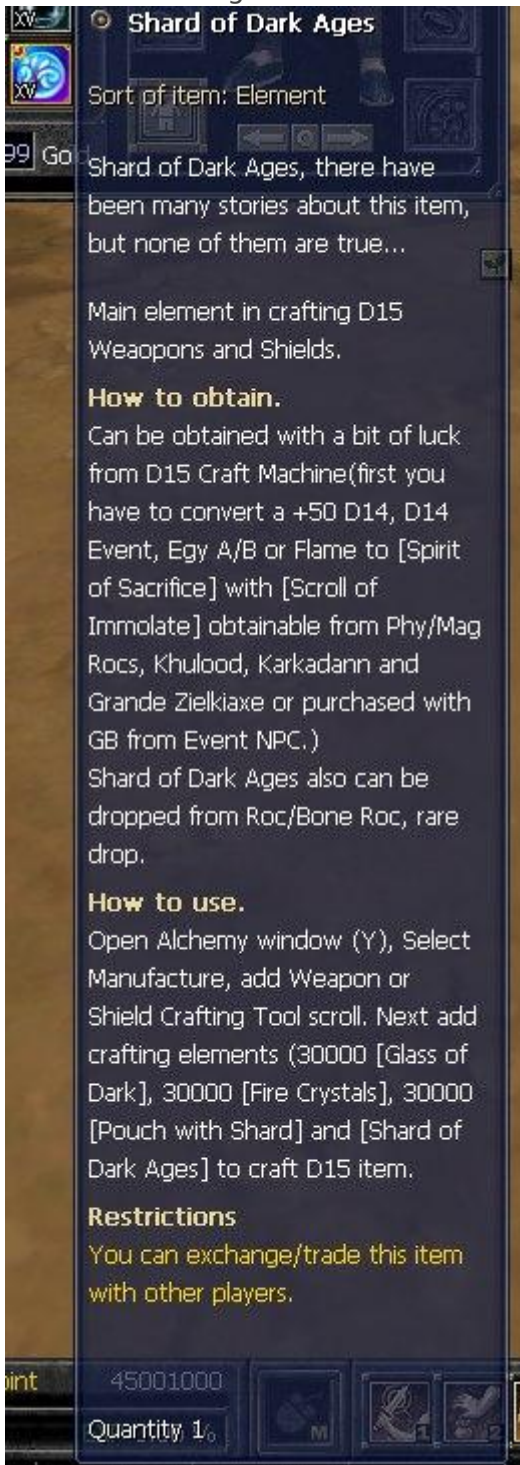 XV
Shard of Dark Ages
XV
Sort of item: Element
99 Go
Shard of Dark Ages, there have
been many stories about this item,
but none of them are true...
Main element in crafting D15
Weaopons and Shields.
How to obtain.
Can be obtained with a bit of luck
from D15 Craft Machine(first you
have to convert a +50 D14, D14
Event, Egy A/B or Flame to [Spirit
of Sacrifice] with [Scroll of
Immolate] obtainable from Phy/Mag
Rocs, Khulood, Karkadann and
Grande Zielkiaxe or purchased with
GB from Event NPC.)
Shard of Dark Ages also can be
dropped from Roc/Bone Roc, rare
drop.
How to use.
Open Alchemy window (Y), Select
Manufacture, add Weapon or
Shield Crafting Tool scroll. Next add
crafting elements (30000 [Glass of
Dark], 30000 [Fire Crystals], 30000
[Pouch with Shard] and [Shard of
Dark Ages] to craft D15 item.
Restrictions
You can exchange/trade this item
with other players.
oint 45001000
Quantity 1
M 1 2